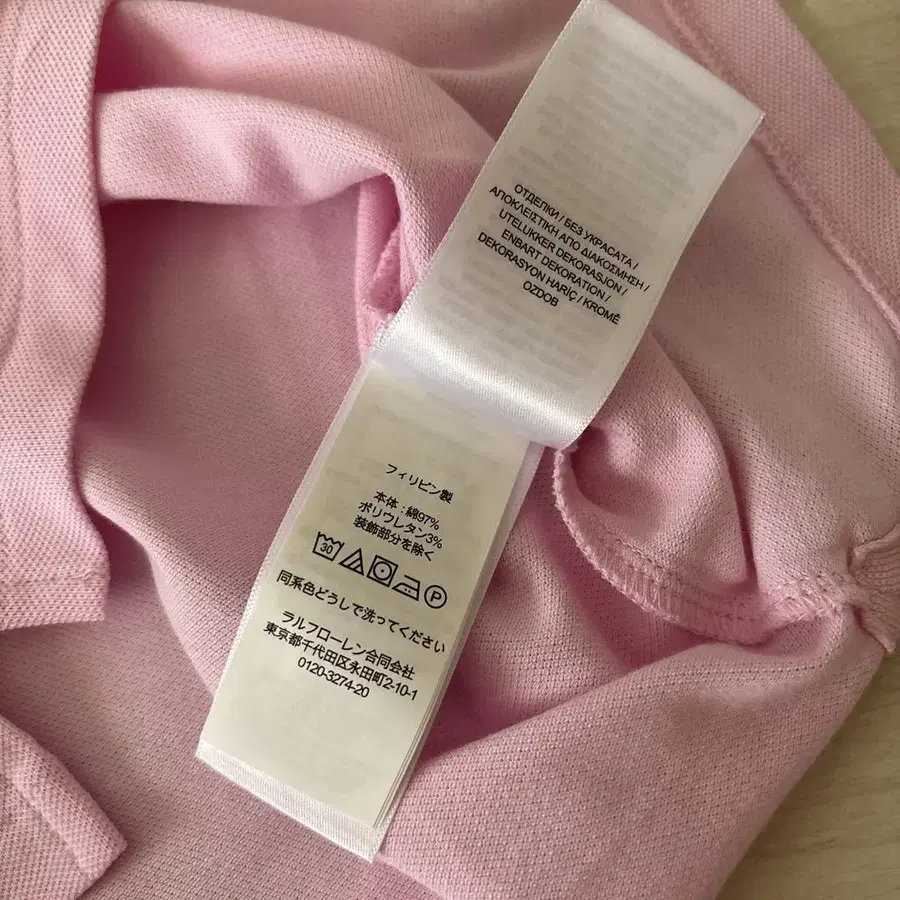 ОТДЕЛКИ / БЕЗ УКРАСАТА /
ΑΠΟΚΛΕΙΣΤΙΚΗ ΑΠΟ ΔΙΑΚΟΣΜΗΣΗ /
UTELUKKER DEKORASJON /
ENBART DEKORATION /
DEKORASYON HARİÇ / KROMĚ
OZDOB
フィリピン製
本体:綿97%
ポリウレタン3%
装飾部分を除く
30 P
同系色どうしで洗ってください
ラルフローレン合同会社
東京都千代田区永田町2-10-1
0120-3274-20